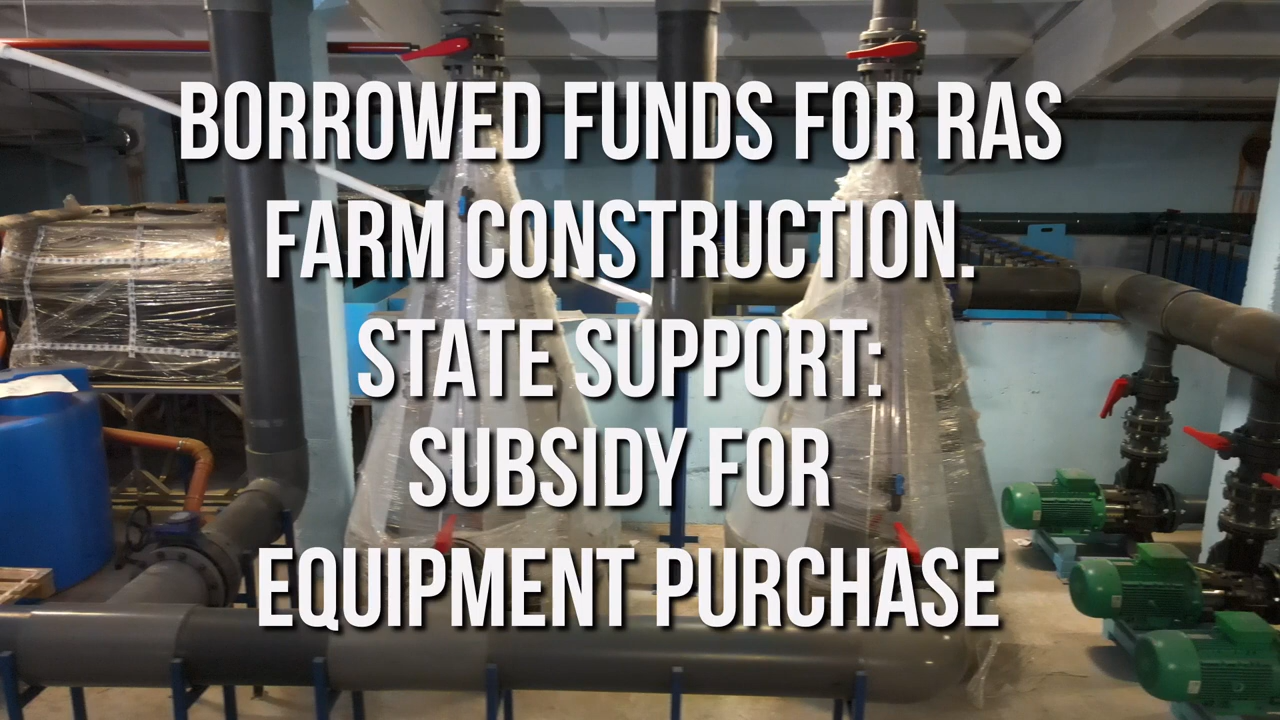 BORROWED FUNDS FOR RAS
FARM CONSTRUCTION.
STATE SUPPORT:
SUBSIDY FOR
EQUIPMENT PURCHASE